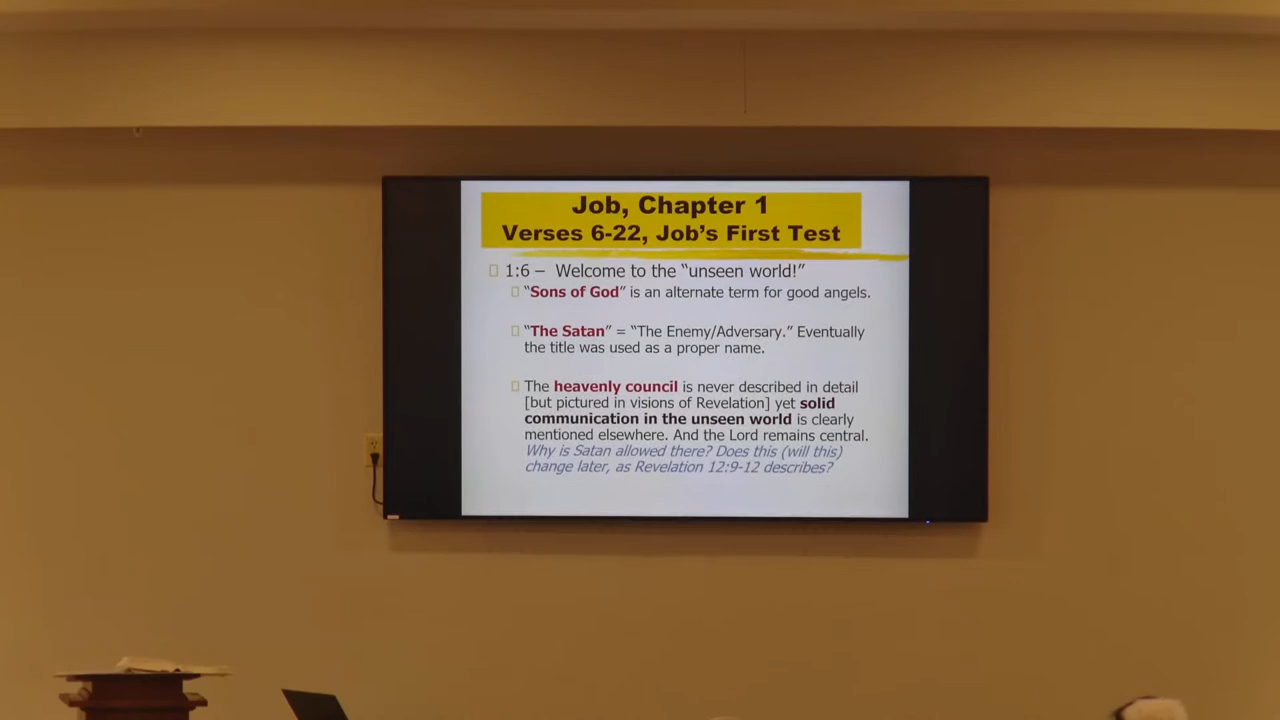 Job, Chapter 1
Verses 6-22, Job's First Test
1:6 – Welcome to the "unseen world!"
"Sons of God" is an alternate term for good angels.
"The Satan" = "The Enemy/Adversary." Eventually
the title was used as a proper name.
The heavenly council is never described in detail
[but pictured in visions of Revelation] yet solid
communication in the unseen world is clearly
mentioned elsewhere. And the Lord remains central.
Why is Satan allowed there? Does this (will this)
change later, as Revelation 12:9-12 describes?